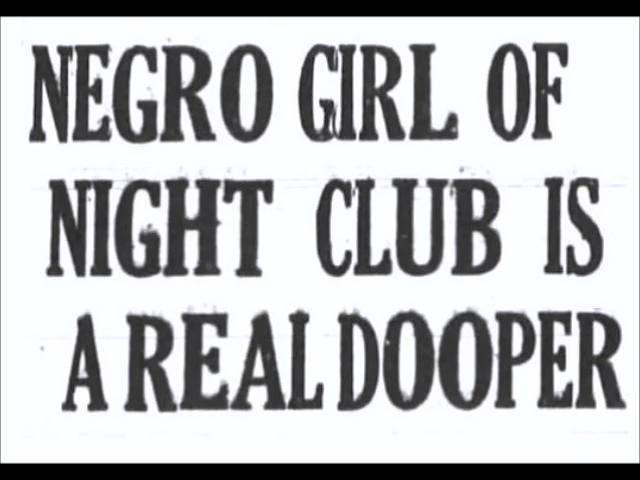 NEGRO GIRL OF
NIGHT CLUB IS
A REAL DOOPER